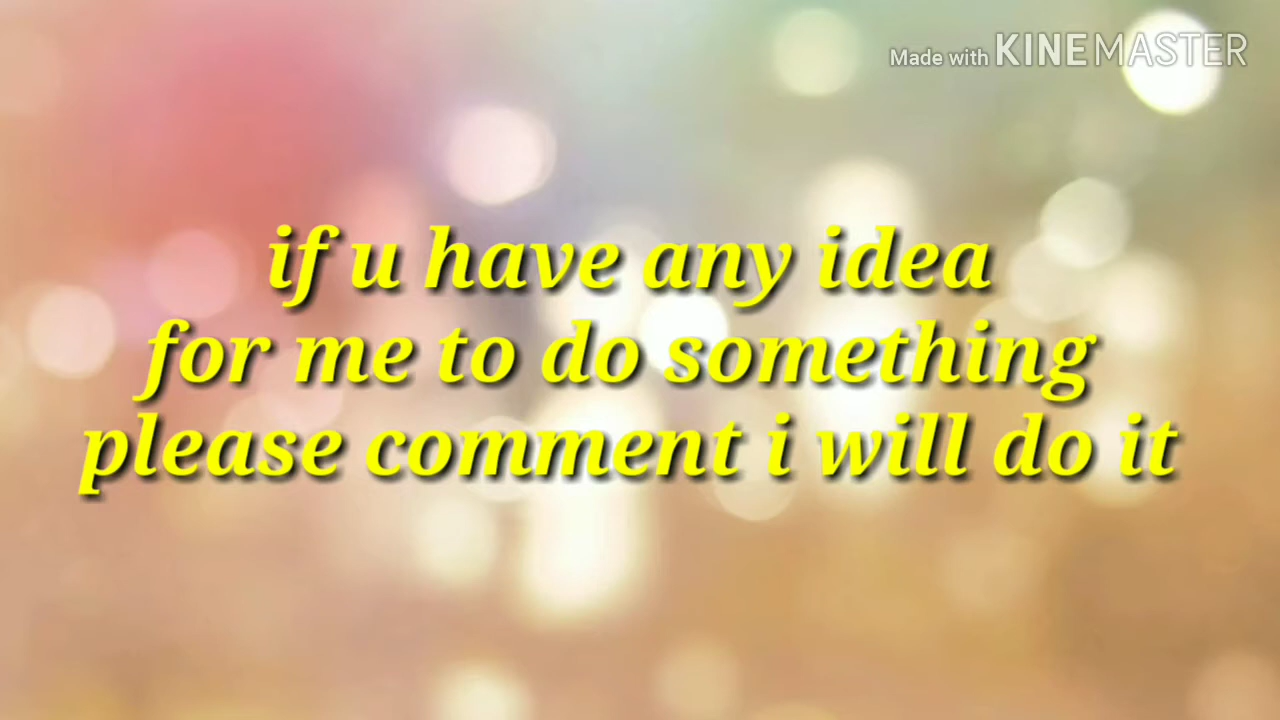 Made with KINEMASTER
if u have any idea
for me to do something
please comment i will do it